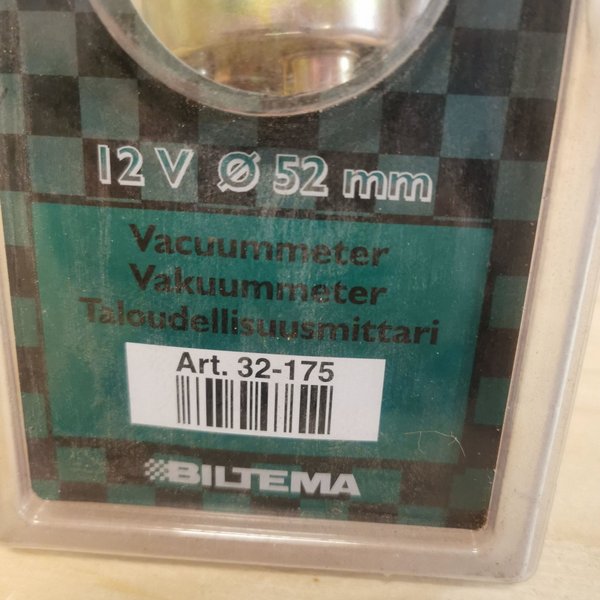 12 V Ø 52 mm
Vacuummeter
Vakuummeter
Taloudellisuusmittari
Art. 32-175
BILTEMA